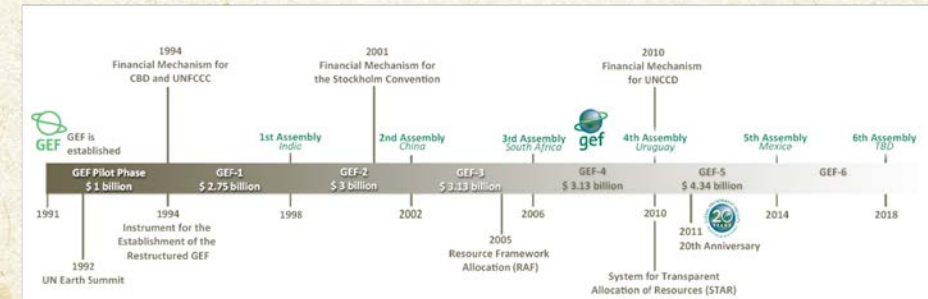 1994
Financial Mechanism for
CBD and UNFCCC
2001
Financial Mechanism for
the Stockholm Convention
2010
Financial Mechanism
for UNCCD
GEF
GEF is
established
1st Assembly
India
2nd Assembly
China
3rd Assembly
South Africa
gef
4th Assembly
Uruguay
5th Assembly
Mexico
6th Assembly
TBD
GEF Pilot Phase
$ 1 billion
GEF-1
$ 2.75 billion
GEF-2
$ 3 billion
GEF-3
$ 3.13 billion
GEF-4
$ 3.13 billion
GEF-5
$ 4.34 billion
GEF-6
1991
1994
1998
2002
2006
2010
2014
2018
Instrument for the
Establishment of the
Restructured GEF
1992
UN Earth Summit
2005
Resource Framework
Allocation (RAF)
System for Transparent
Allocation of Resources (STAR)
2011
20th Anniversary
20
YEARS